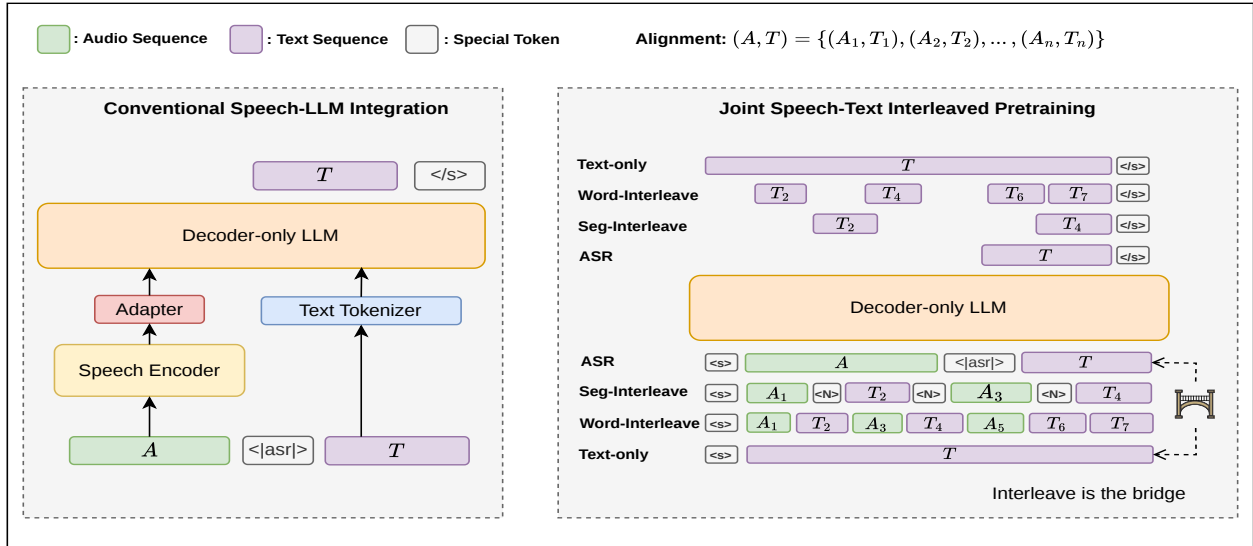 : Audio Sequence : Text Sequence : Special Token Alignment: (A, T) = {(A₁, T₁), (A₂, T₂), ... , (Aₙ, Tₙ)}
Conventional Speech-LLM Integration
T </s>
Decoder-only LLM
Adapter Text Tokenizer
Speech Encoder
A <|asr|> T
Joint Speech-Text Interleaved Pretraining
Text-only T </s>
Word-Interleave T₂ T₄ T₆ T₇ </s>
Seg-Interleave T₂ T₄ </s>
ASR T </s>
Decoder-only LLM
ASR <s> A <|asr|> T
Seg-Interleave <s> A₁ <N> T₂ <N> A₃ <N> T₄
Word-Interleave <s> A₁ T₂ A₃ T₄ A₅ T₆ T₇
Text-only <s> T
Interleave is the bridge